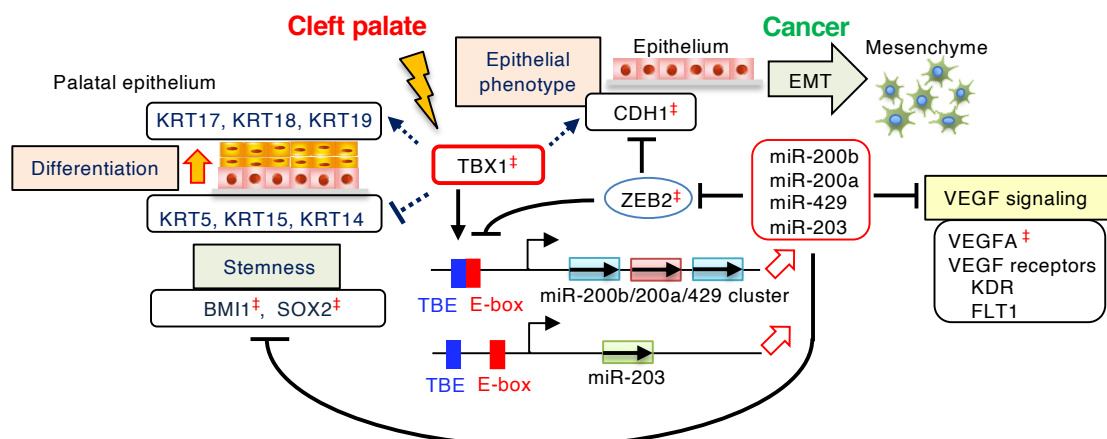 Cleft palate
Cancer
Palatal epithelium
Epithelial
phenotype
Epithelium
EMT
Mesenchyme
KRT17, KRT18, KRT19
CDH1‡
Differentiation
TBX1‡
miR-200b
miR-200a
miR-429
miR-203
ZEB2‡
KRT5, KRT15, KRT14
VEGF signaling
VEGFA ‡
VEGF receptors
KDR
FLT1
Stemness
BMI1‡, SOX2‡
TBE E-box
miR-200b/200a/429 cluster
TBE E-box
miR-203